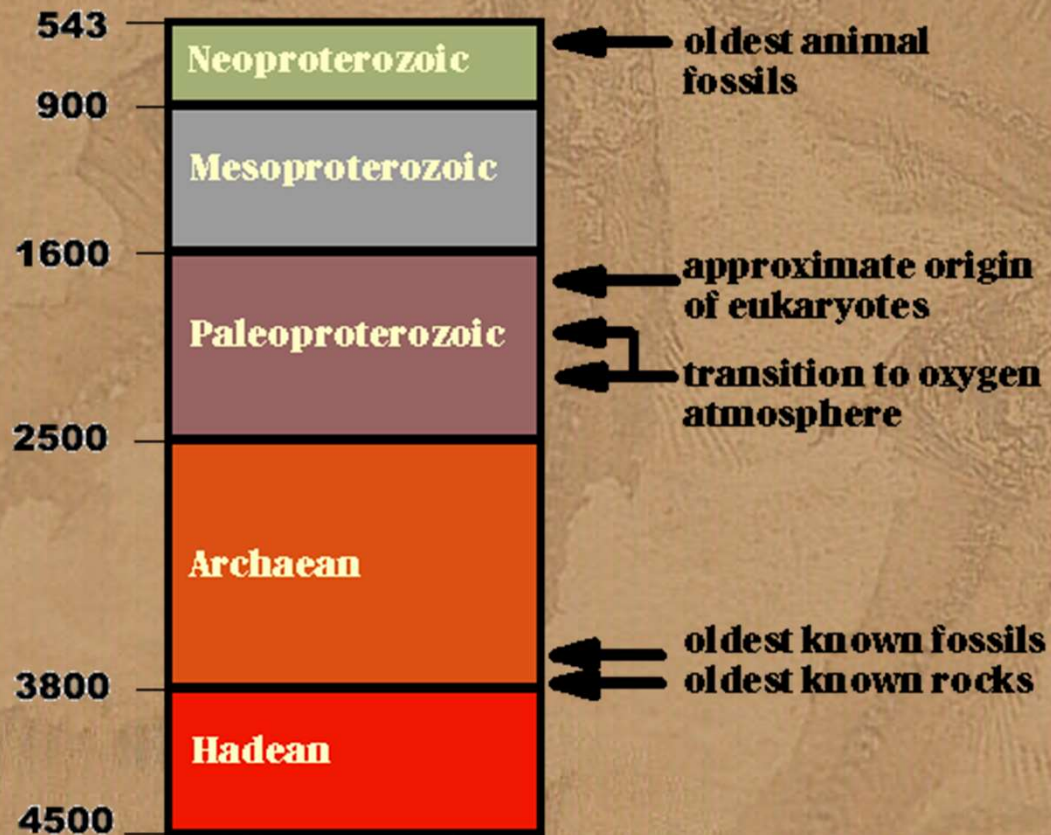 543
Neoproterozoic
oldest animal
fossils
900
Mesoproterozoic
1600
approximate origin
of eukaryotes
Paleoproterozoic
transition to oxygen
atmosphere
2500
Archaean
oldest known fossils
3800
oldest known rocks
Hadean
4500